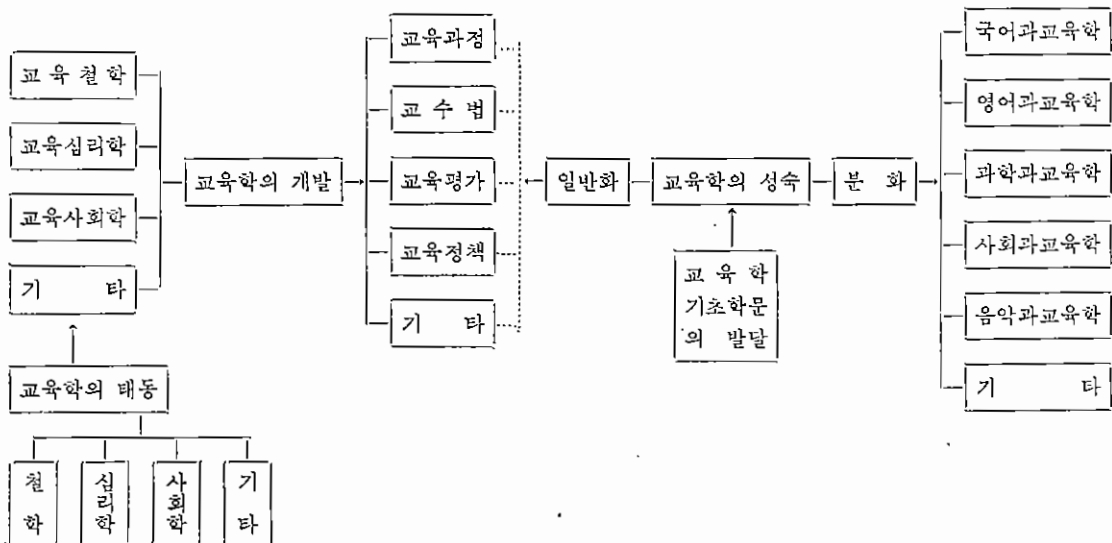 교육철학
교육심리학
교육사회학
기 타
교육학의 태동
철학
심리학
사회학
기타
교육학의 개발
교육과정
교수법
교육평가
교육정책
기 타
일반화
교육학의 성숙
분 화
교육학
기초학문
의 발달
국어과교육학
영어과교육학
과학과교육학
사회과교육학
음악과교육학
기 타